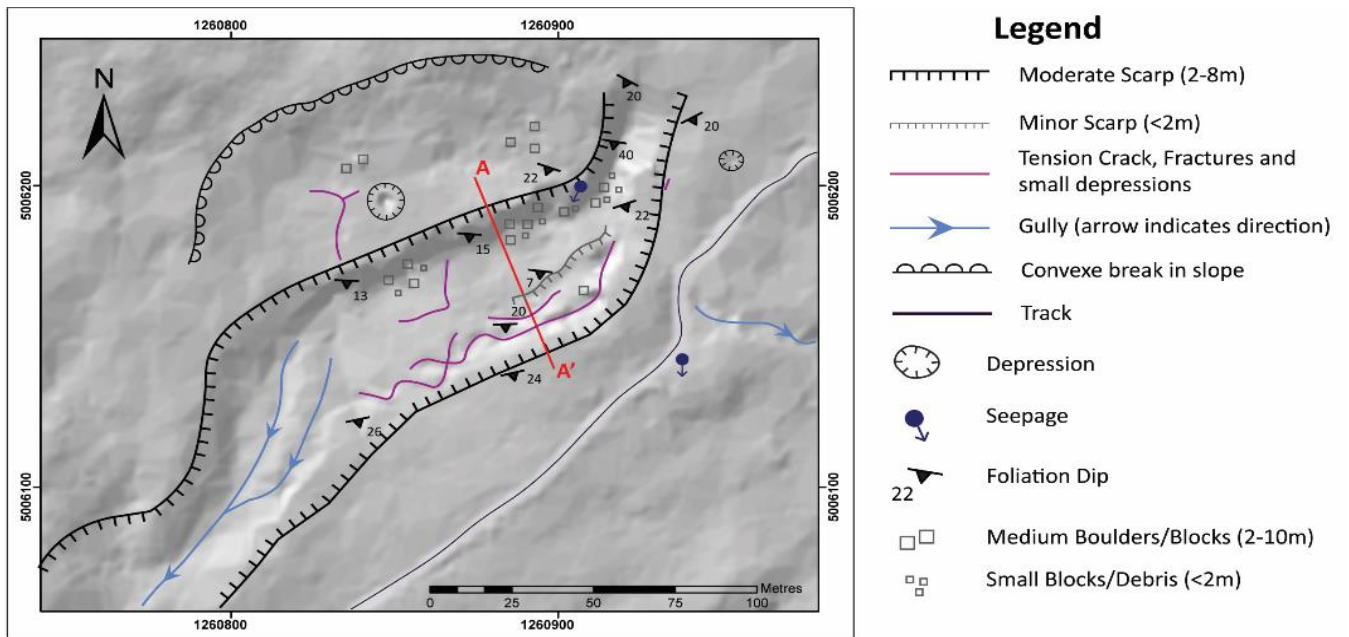 1260800
1260900
N
20
20
40
A
22
5006200
5006200
22
15
7
13
20
A'
24
26
5006100
5006100
Metres
0
25
50
75
100
1260800
1260900
Legend
Moderate Scarp (2-8m)
Minor Scarp (<2m)
Tension Crack, Fractures and
small depressions
Gully (arrow indicates direction)
Convexe break in slope
Track
Depression
Seepage
Foliation Dip
22
Medium Boulders/Blocks (2-10m)
Small Blocks/Debris (<2m)